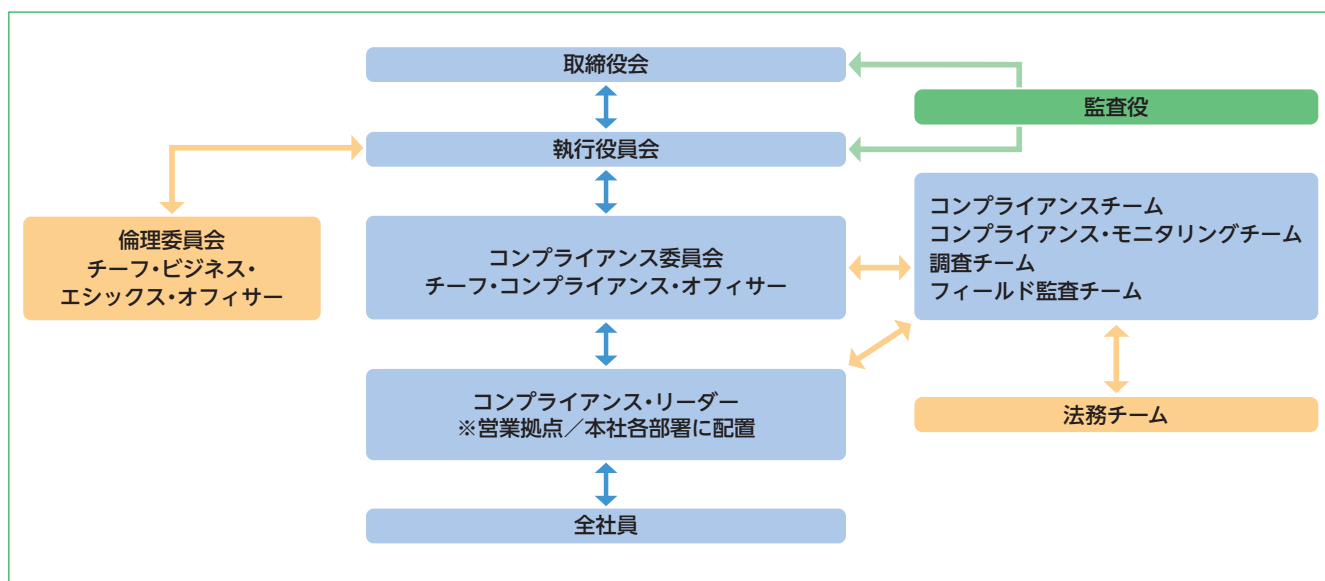 取締役会
監査役
執行役員会
倫理委員会
チーフ・ビジネス・
エシックス・オフィサー
コンプライアンス委員会
チーフ・コンプライアンス・オフィサー
コンプライアンスチーム
コンプライアンス・モニタリングチーム
調査チーム
フィールド監査チーム
コンプライアンス・リーダー
※営業拠点／本社各部署に配置
法務チーム
全社員